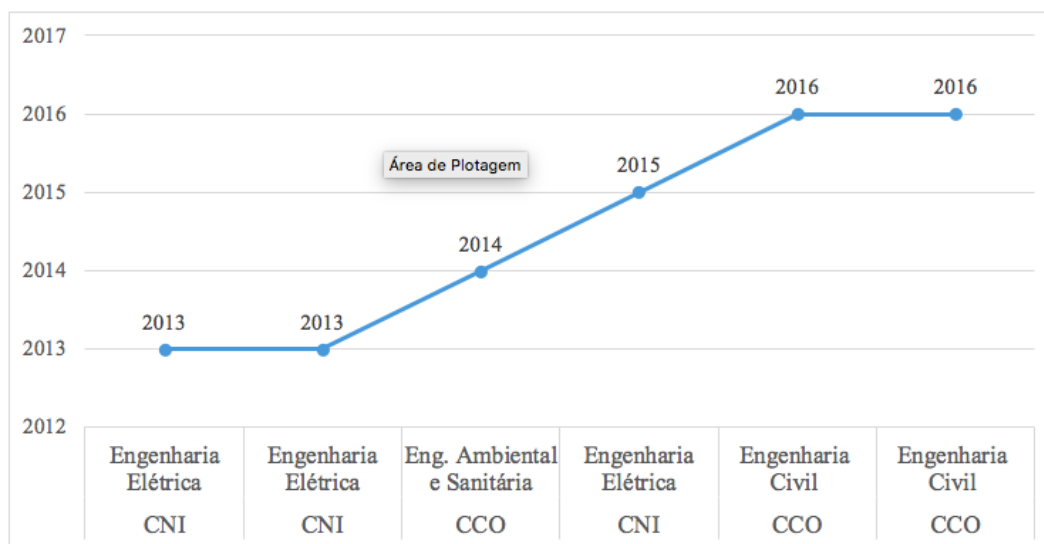 2017
2016
2015
2014
2013
2012
2013
2013
2014
2015
2016
2016
Área de Plotagem
Engenharia
Elétrica
CNI
Engenharia
Elétrica
CNI
Eng. Ambiental
e Sanitária
CCO
Engenharia
Elétrica
CNI
Engenharia
Civil
CCO
Engenharia
Civil
CCO